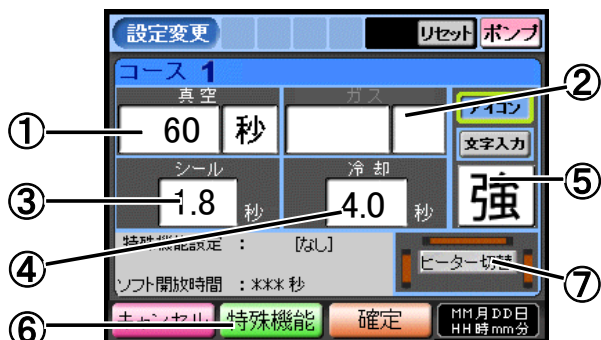 設定変更 リセット ポンプ
コース 1
真空 ガス ② アイコン
① 60 秒 文字入力
シール 冷却 強 ⑤
③ 1.8 秒 4.0 秒
④ 特殊機能設定 : [なし] ヒーター切替 ⑦
ソフト開放時間 : *** 秒
⑥ キャンセル 特殊機能 確定 MM月DD日
HH時mm分